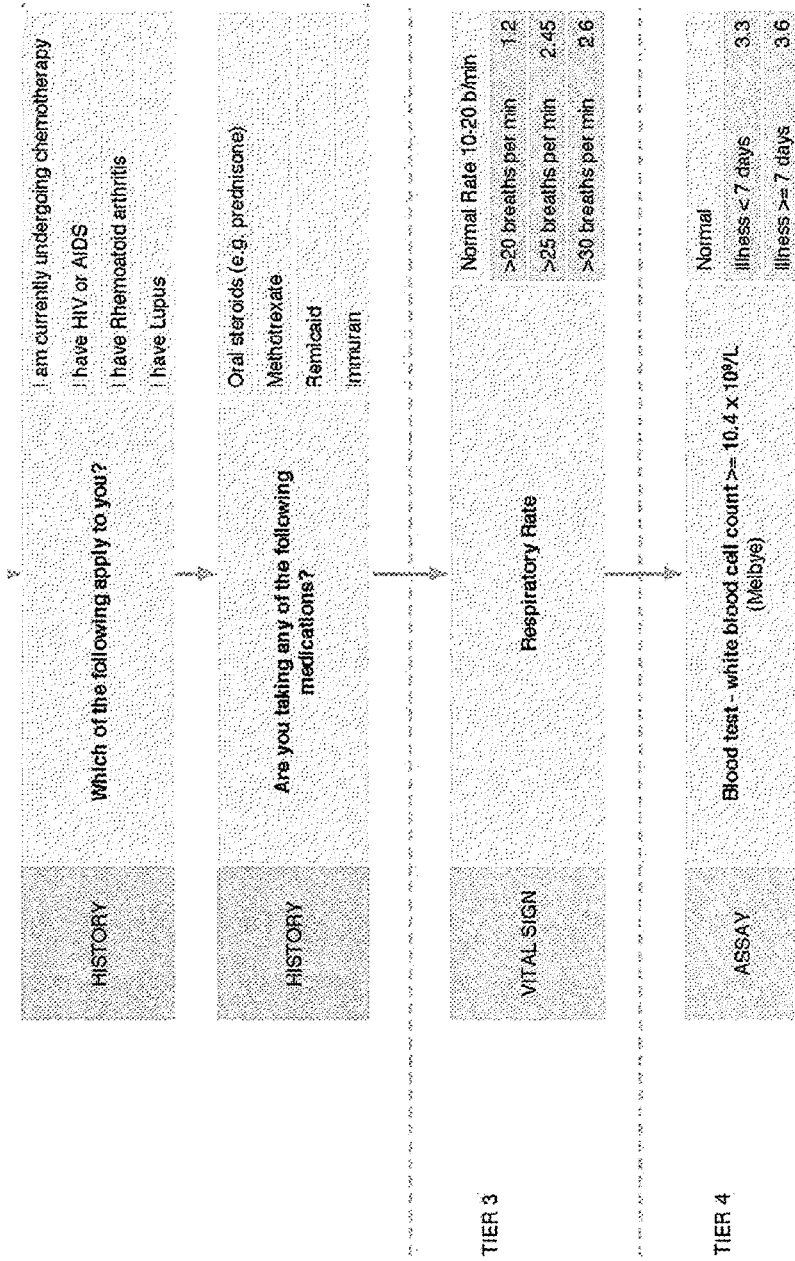 HISTORY
Which of the following apply to you?
I am currently undergoing chemotherapy
I have HIV or AIDS
I have Rhemoatoid arthritis
I have Lupus
HISTORY
Are you taking any of the following
medications?
Oral steroids (e.g. prednisone)
Methotrexate
Remicaid
Immuran
TIER 3
VITAL SIGN
Respiratory Rate
Normal Rate 10-20 b/min
>20 breaths per min 1.2
>25 breaths per min 2.45
>30 breaths per min 2.6
TIER 4
ASSAY
Blood test - white blood cell count >= 10.4 x 10⁹/L
(Melbye)
Normal
Illness < 7 days 3.3
Illness >= 7 days 3.6